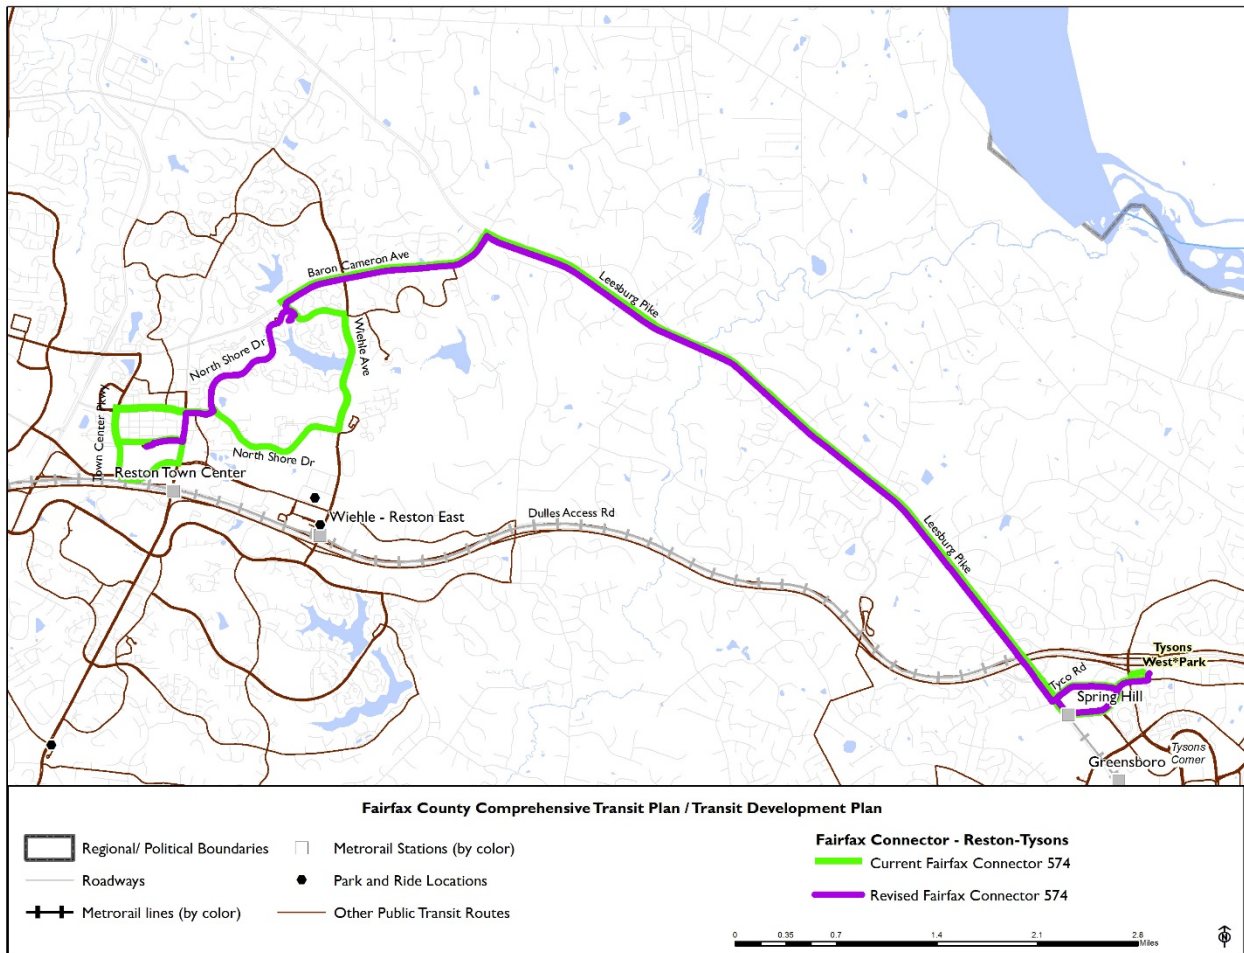 Baron Cameron Ave
Leesburg Pike
Wiehle Ave
North Shore Dr
Town Center Pkwy
North Shore Dr
Reston Town Center
Wiehle - Reston East
Dulles Access Rd
Leesburg Pike
Tysons
West*Park
Tyco Rd
Spring Hill
Greensboro
Tysons
Corner
Fairfax County Comprehensive Transit Plan / Transit Development Plan
Regional/ Political Boundaries
Metrorail Stations (by color)
Roadways
Park and Ride Locations
Metrorail lines (by color)
Other Public Transit Routes
Fairfax Connector - Reston-Tysons
Current Fairfax Connector 574
Revised Fairfax Connector 574
0 0.35 0.7 1.4 2.1 2.8
Miles
N